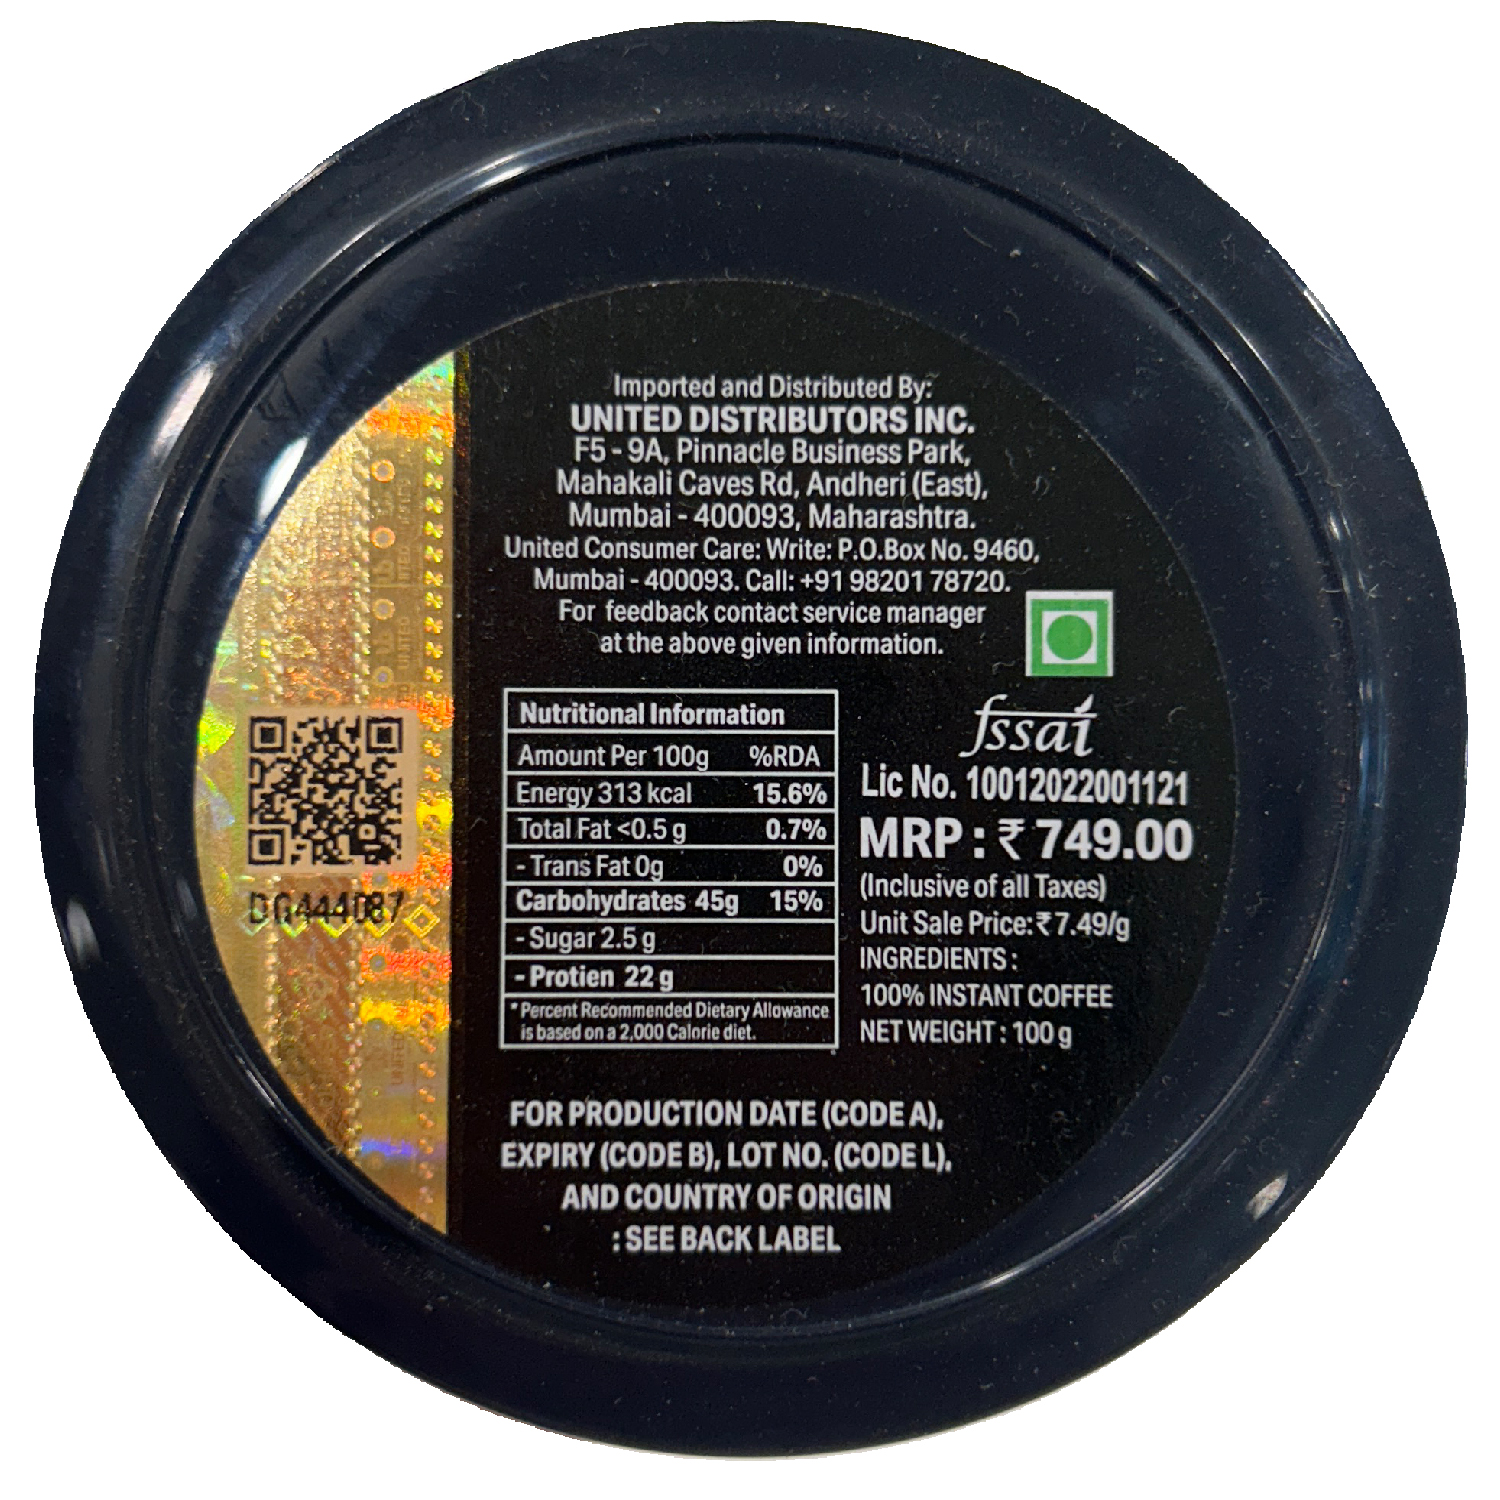 Imported and Distributed By:
UNITED DISTRIBUTORS INC.
F5 - 9A, Pinnacle Business Park,
Mahakali Caves Rd, Andheri (East),
Mumbai - 400093, Maharashtra.
United Consumer Care: Write: P.O.Box No. 9460,
Mumbai - 400093. Call: +91 98201 78720.
For feedback contact service manager
at the above given information.
Nutritional Information
Amount Per 100g %RDA
Energy 313 kcal 15.6%
Total Fat <0.5 g 0.7%
- Trans Fat 0g 0%
Carbohydrates 45g 15%
- Sugar 2.5 g
- Protien 22 g
*Percent Recommended Dietary Allowance
is based on a 2,000 Calorie diet.
fssai
Lic No. 10012022001121
MRP : ₹ 749.00
(Inclusive of all Taxes)
Unit Sale Price: ₹ 7.49/g
INGREDIENTS :
100% INSTANT COFFEE
NET WEIGHT : 100 g
FOR PRODUCTION DATE (CODE A),
EXPIRY (CODE B), LOT NO. (CODE L),
AND COUNTRY OF ORIGIN
: SEE BACK LABEL